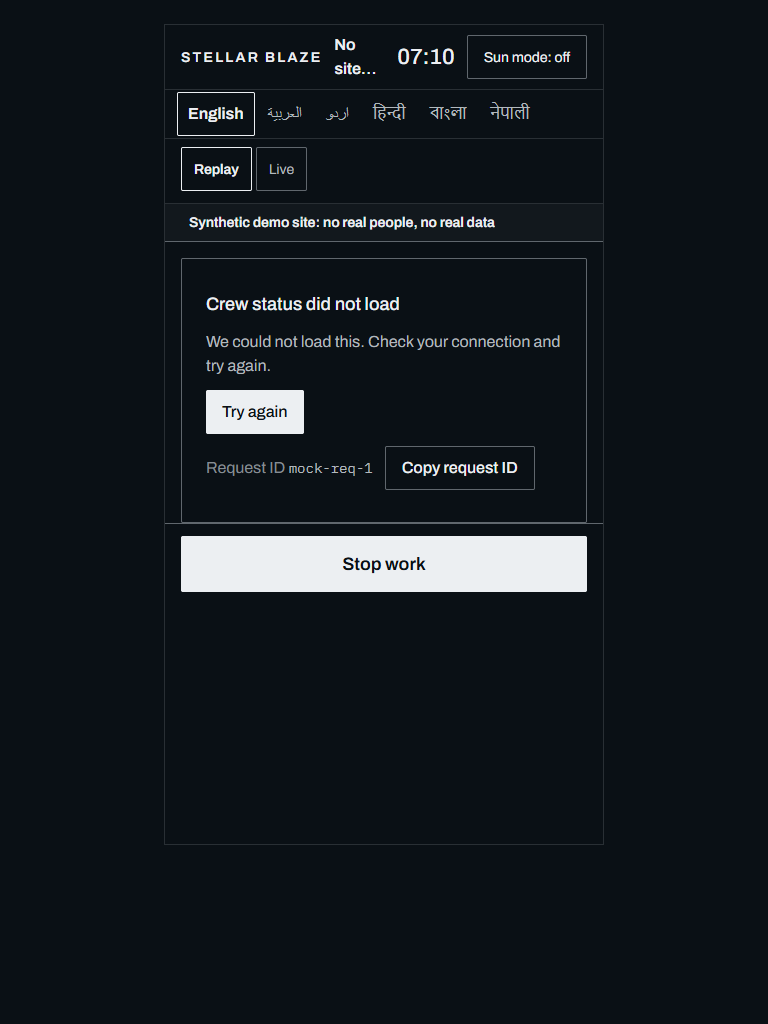 STELLAR BLAZE
No site…
07:10
Sun mode: off
English العربية اردو हिन्दी বাংলা नेपाली
Replay Live
Synthetic demo site: no real people, no real data
Crew status did not load
We could not load this. Check your connection and
try again.
Try again
Request ID mock-req-1 Copy request ID
Stop work